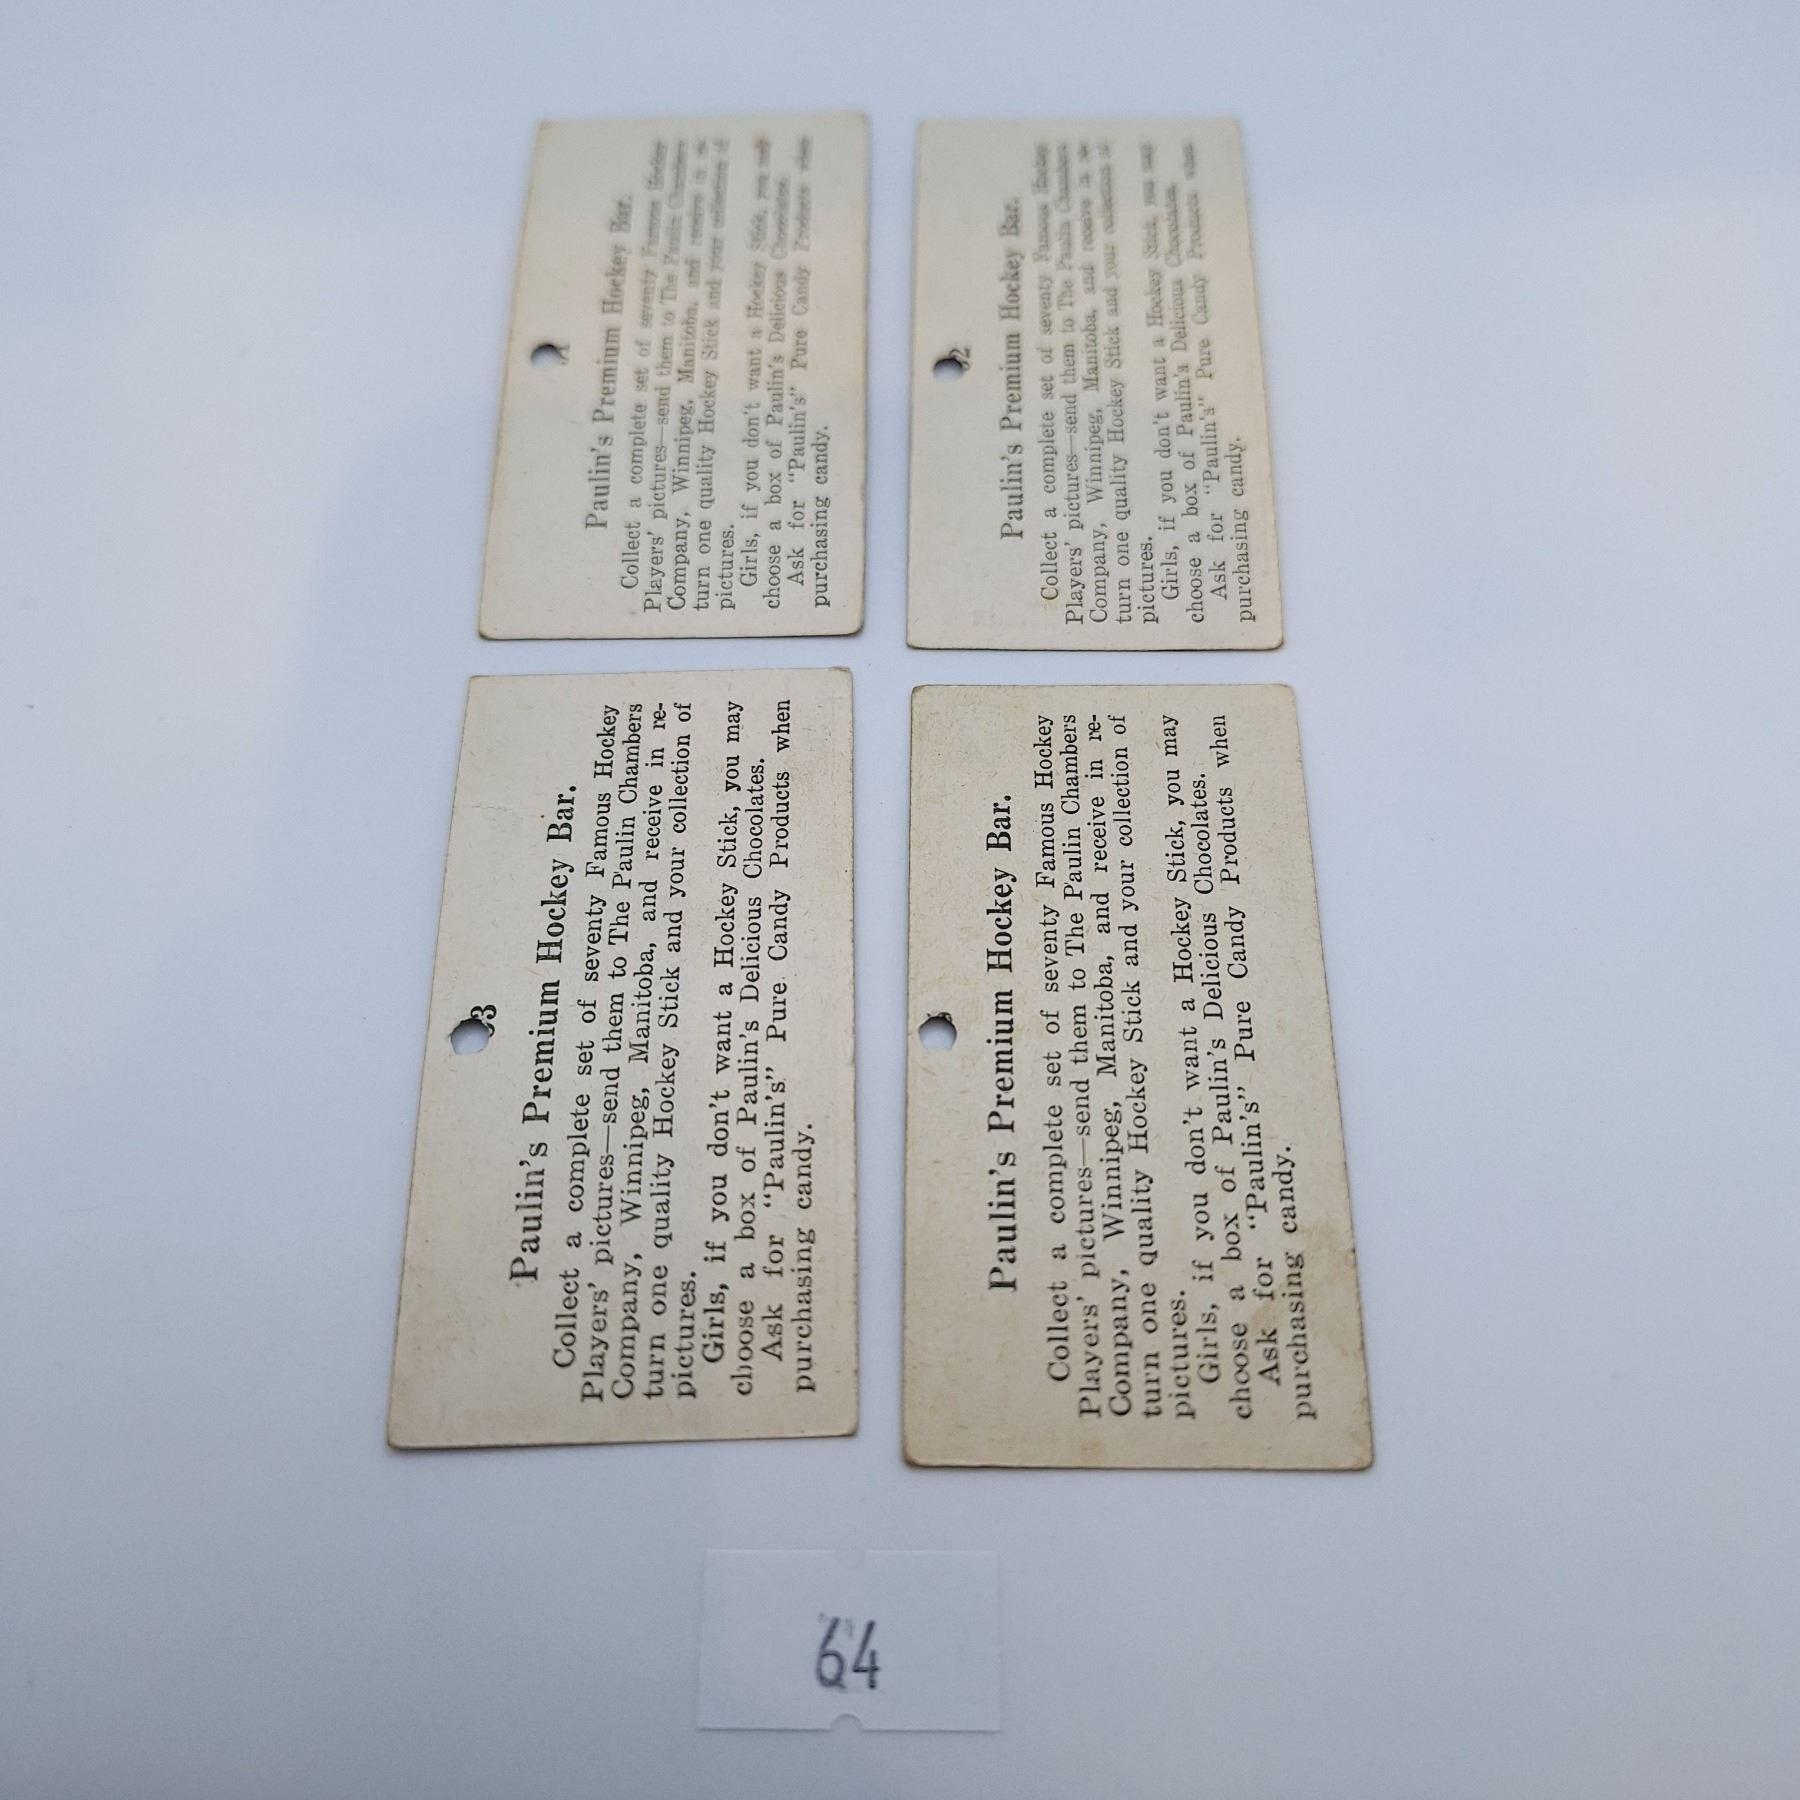 Paulin's Premium Hockey Bar.
Collect a complete set of seventy Famous Hockey
Players' pictures—send them to The Paulin Chambers
Company, Winnipeg, Manitoba, and receive in re-
turn one quality Hockey Stick and your collection of
pictures.
Girls, if you don't want a Hockey Stick, you may
choose a box of Paulin's Delicious Chocolates.
Ask for "Paulin's" Pure Candy Products when
purchasing candy.
2
Paulin's Premium Hockey Bar.
Collect a complete set of seventy Famous Hockey
Players' pictures—send them to The Paulin Chambers
Company, Winnipeg, Manitoba, and receive in re-
turn one quality Hockey Stick and your collection of
pictures.
Girls, if you don't want a Hockey Stick, you may
choose a box of Paulin's Delicious Chocolates.
Ask for "Paulin's" Pure Candy Products when
purchasing candy.
3
Paulin's Premium Hockey Bar.
Collect a complete set of seventy Famous Hockey
Players' pictures—send them to The Paulin Chambers
Company, Winnipeg, Manitoba, and receive in re-
turn one quality Hockey Stick and your collection of
pictures.
Girls, if you don't want a Hockey Stick, you may
choose a box of Paulin's Delicious Chocolates.
Ask for "Paulin's" Pure Candy Products when
purchasing candy.
Paulin's Premium Hockey Bar.
Collect a complete set of seventy Famous Hockey
Players' pictures—send them to The Paulin Chambers
Company, Winnipeg, Manitoba, and receive in re-
turn one quality Hockey Stick and your collection of
pictures.
Girls, if you don't want a Hockey Stick, you may
choose a box of Paulin's Delicious Chocolates.
Ask for "Paulin's" Pure Candy Products when
purchasing candy.
64